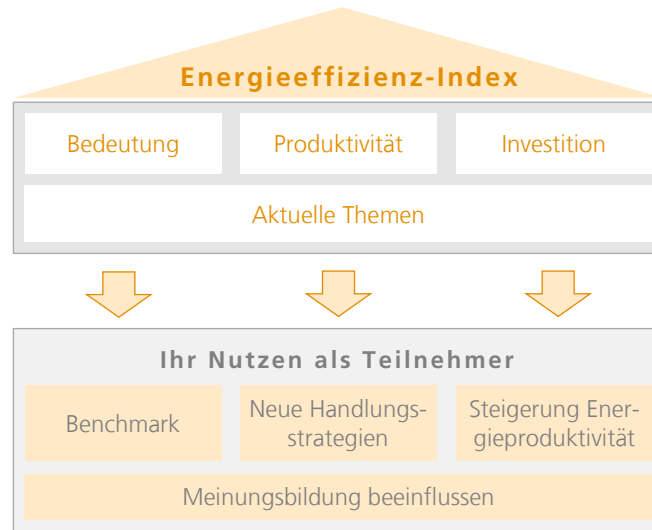 Energieeffizienz-Index
Bedeutung
Produktivität
Investition
Aktuelle Themen
Ihr Nutzen als Teilnehmer
Benchmark
Neue Handlungs-
strategien
Steigerung Ener-
gieproduktivität
Meinungsbildung beeinflussen